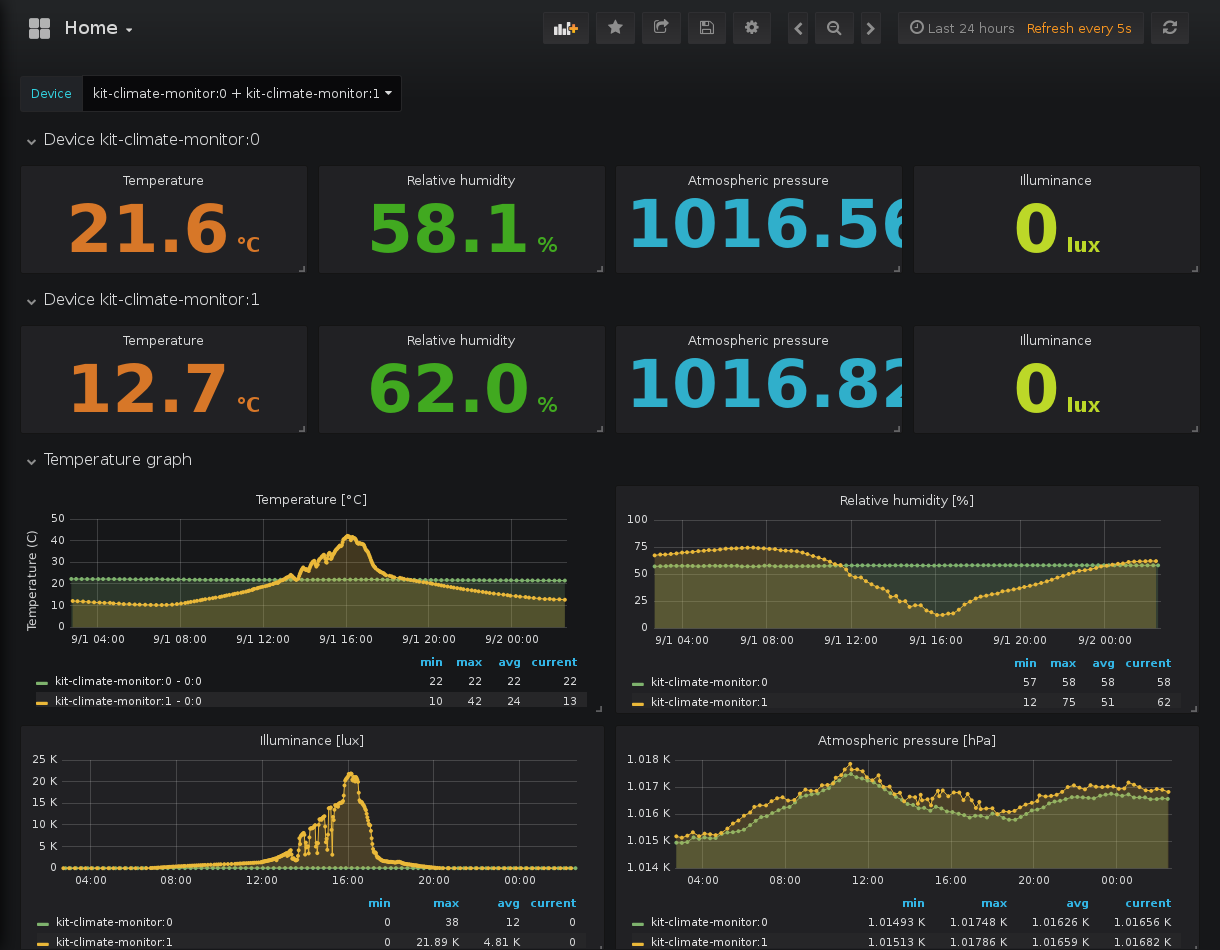 Home
Last 24 hours Refresh every 5s
Device kit-climate-monitor:0 + kit-climate-monitor:1
Device kit-climate-monitor:0
Temperature Relative humidity Atmospheric pressure Illuminance
21.6 °C 58.1 % 1016.56 0 lux
Device kit-climate-monitor:1
Temperature Relative humidity Atmospheric pressure Illuminance
12.7 °C 62.0 % 1016.82 0 lux
Temperature graph
Temperature [°C]
Temperature (C)
50
40
30
20
10
0
9/1 04:00 9/1 08:00 9/1 12:00 9/1 16:00 9/1 20:00 9/2 00:00
min max avg current
kit-climate-monitor:0 - 0:0 22 22 22 22
kit-climate-monitor:1 - 0:0 10 42 24 13
Relative humidity [%]
100
75
50
25
0
9/1 04:00 9/1 08:00 9/1 12:00 9/1 16:00 9/1 20:00 9/2 00:00
min max avg current
kit-climate-monitor:0 57 58 58 58
kit-climate-monitor:1 12 75 51 62
Illuminance [lux]
25 K
20 K
15 K
10 K
5 K
0
04:00 08:00 12:00 16:00 20:00 00:00
min max avg current
kit-climate-monitor:0 0 38 12 0
kit-climate-monitor:1 0 21.89 K 4.81 K 0
Atmospheric pressure [hPa]
1.018 K
1.017 K
1.016 K
1.015 K
1.014 K
04:00 08:00 12:00 16:00 20:00 00:00
min max avg current
kit-climate-monitor:0 1.01493 K 1.01748 K 1.01626 K 1.01656 K
kit-climate-monitor:1 1.01513 K 1.01786 K 1.01659 K 1.01682 K